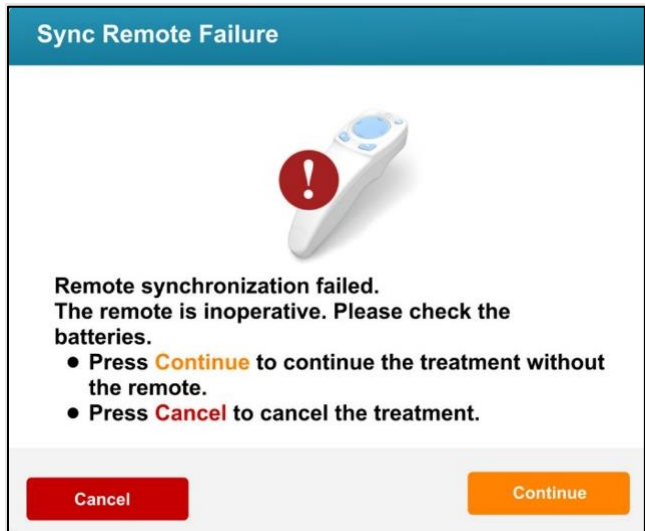 Sync Remote Failure
!
Remote synchronization failed.
The remote is inoperative. Please check the
batteries.
● Press Continue to continue the treatment without
the remote.
● Press Cancel to cancel the treatment.
Cancel
Continue